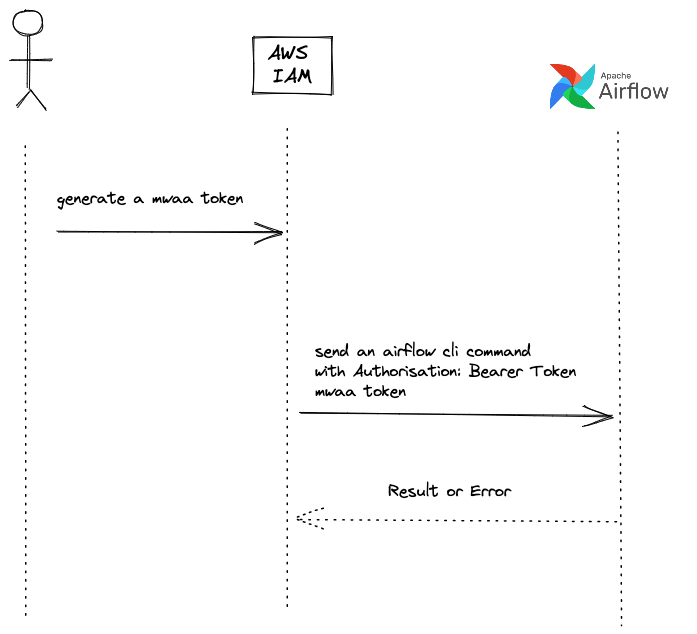 AWS
IAM
Apache
Airflow
generate a mwaa token
send an airflow cli command
with Authorisation: Bearer Token
mwaa token
Result or Error